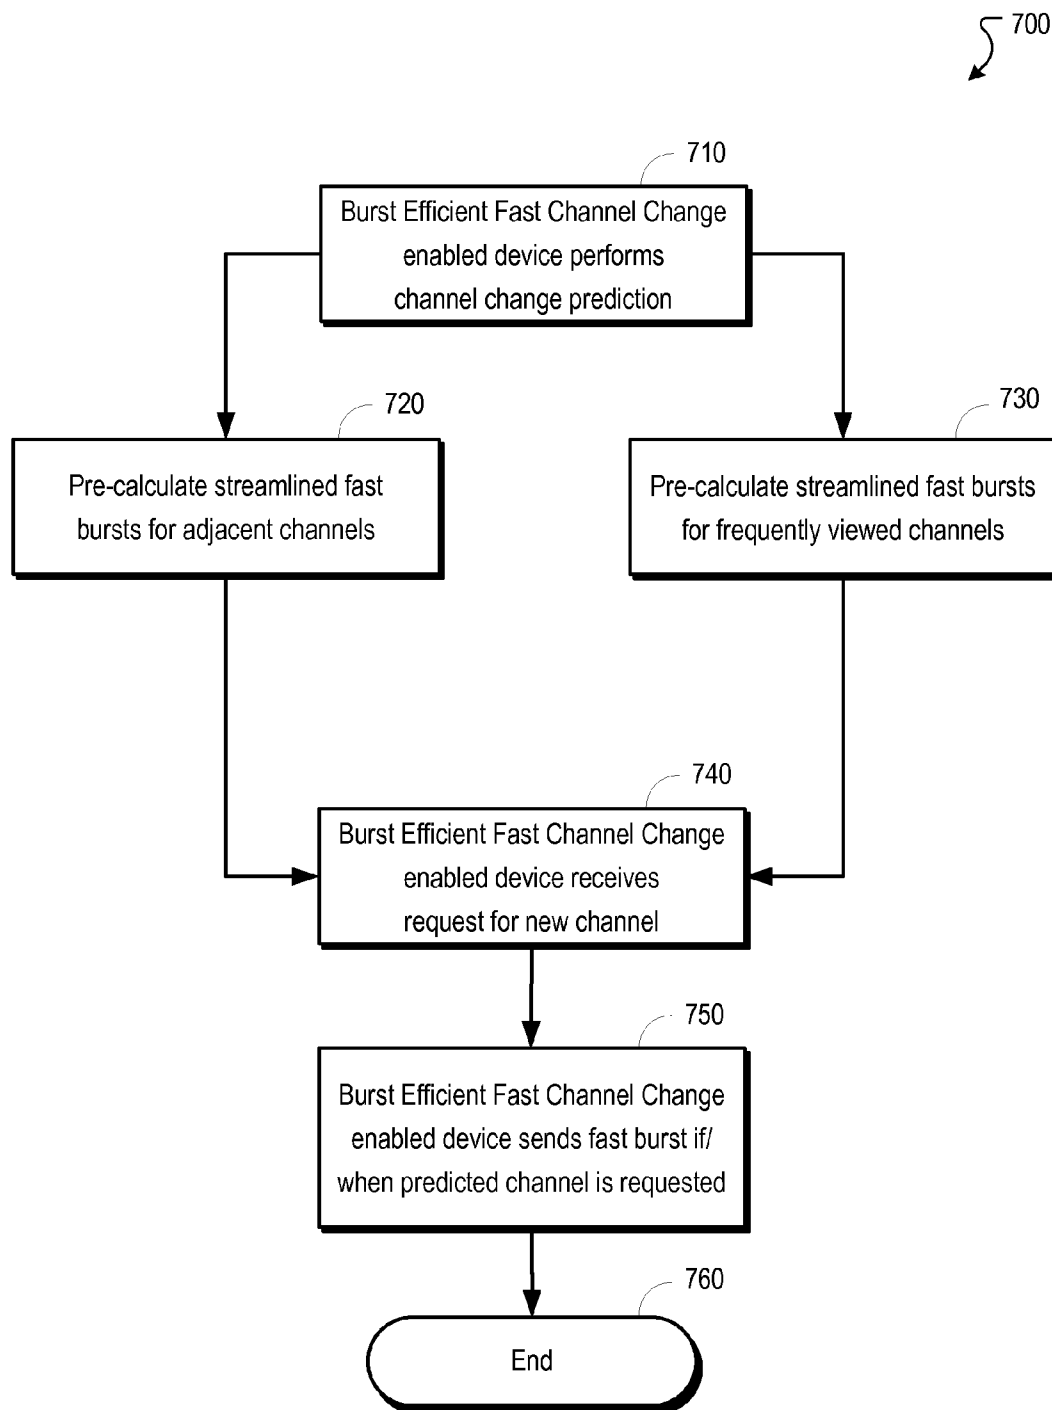 700
710
Burst Efficient Fast Channel Change
enabled device performs
channel change prediction
720
Pre-calculate streamlined fast
bursts for adjacent channels
730
Pre-calculate streamlined fast bursts
for frequently viewed channels
740
Burst Efficient Fast Channel Change
enabled device receives
request for new channel
750
Burst Efficient Fast Channel Change
enabled device sends fast burst if/
when predicted channel is requested
760
End